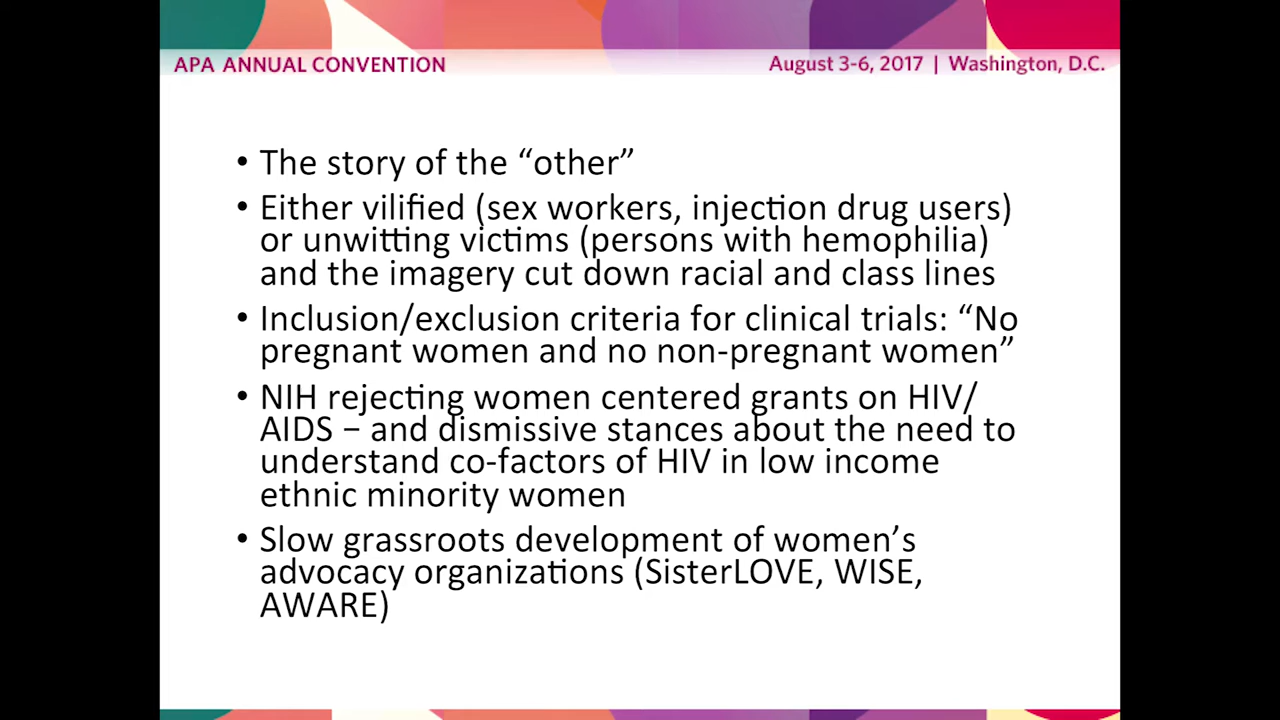 APA ANNUAL CONVENTION
August 3-6, 2017 | Washington, D.C.
• The story of the “other”
• Either vilified (sex workers, injection drug users)
or unwitting victims (persons with hemophilia)
and the imagery cut down racial and class lines
• Inclusion/exclusion criteria for clinical trials: “No
pregnant women and no non-pregnant women”
• NIH rejecting women centered grants on HIV/
AIDS – and dismissive stances about the need to
understand co-factors of HIV in low income
ethnic minority women
• Slow grassroots development of women’s
advocacy organizations (SisterLOVE, WISE,
AWARE)